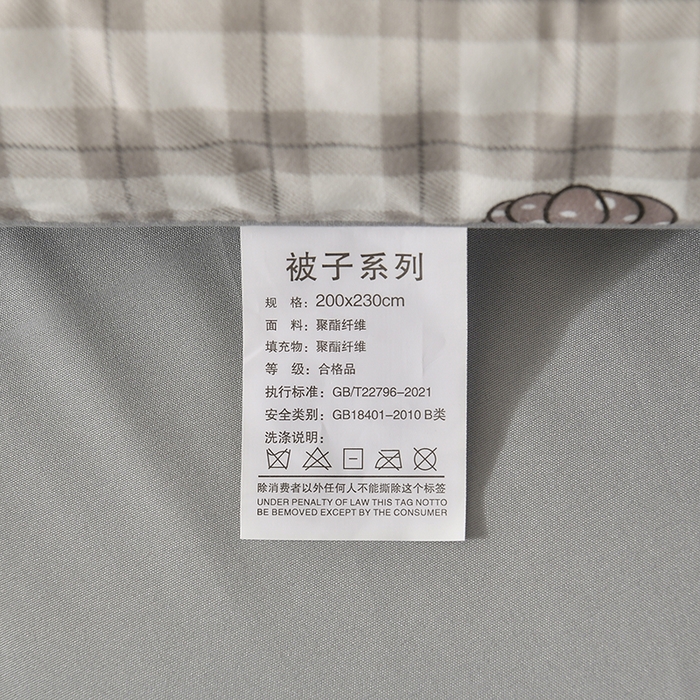 被子系列
规 格：200x230cm
面 料：聚酯纤维
填充物：聚酯纤维
等 级：合格品
执行标准：GB/T22796-2021
安全类别：GB18401-2010 B类
洗涤说明：
除消费者以外任何人不能撕除这个标签
UNDER PENALTY OF LAW THIS TAG NOTTO
BE BEMOVED EXCEPT BY THE CONSUMER